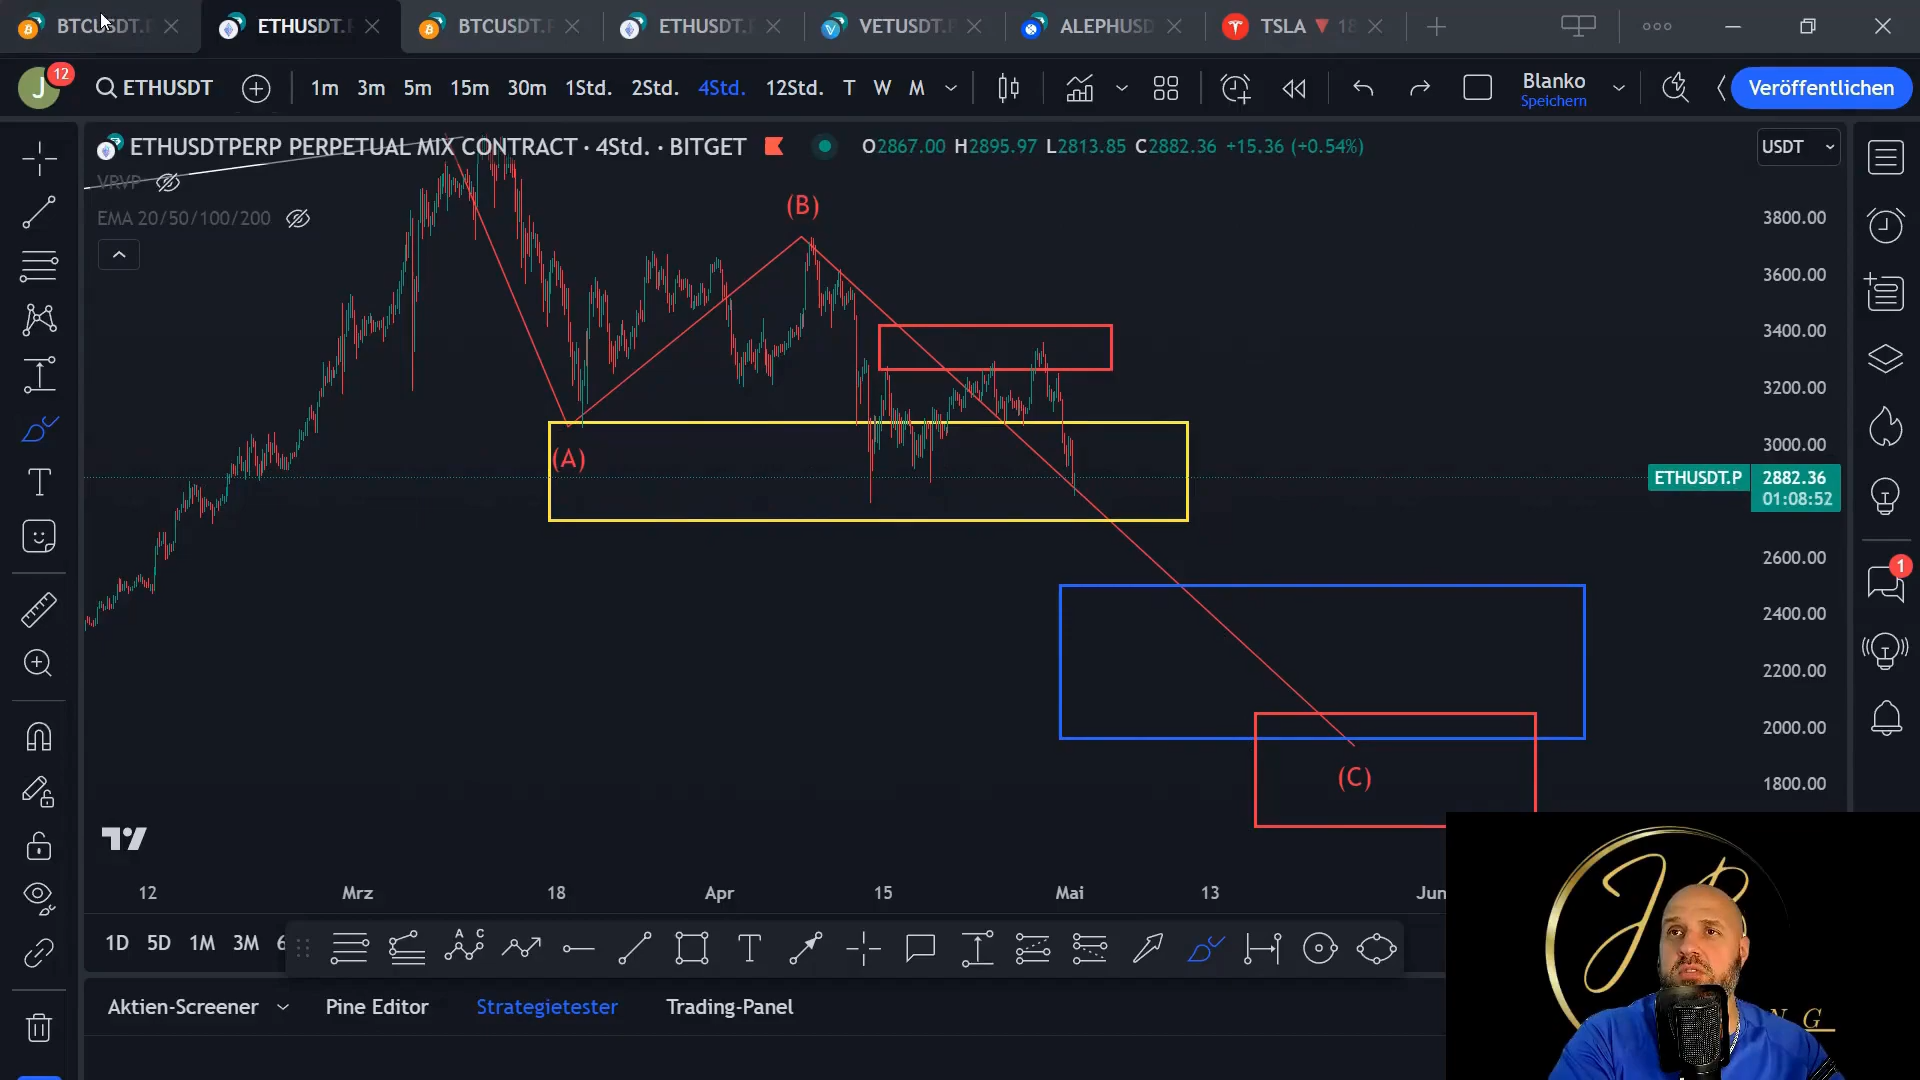 BTCUSDT.P
ETHUSDT.P
BTCUSDT.P
ETHUSDT.P
VETUSDT.P
ALEPHUSD
TSLA ▼ 18
J 12
ETHUSDT
1m 3m 5m 15m 30m 1Std. 2Std. 4Std. 12Std. T W M
Blanko
Speichern
Veröffentlichen
ETHUSDTPERP PERPETUAL MIX CONTRACT · 4Std. · BITGET
O2867.00 H2895.97 L2813.85 C2882.36 +15.36 (+0.54%)
USDT
VRVP
EMA 20/50/100/200
(B)
(A)
(C)
3800.00
3600.00
3400.00
3200.00
3000.00
ETHUSDT.P 2882.36
01:08:52
2600.00
2400.00
2200.00
2000.00
1800.00
1
12 Mrz 18 Apr 15 Mai 13 Jun
1D 5D 1M 3M 6
A C
T
Aktien-Screener Pine Editor Strategietester Trading-Panel
N G